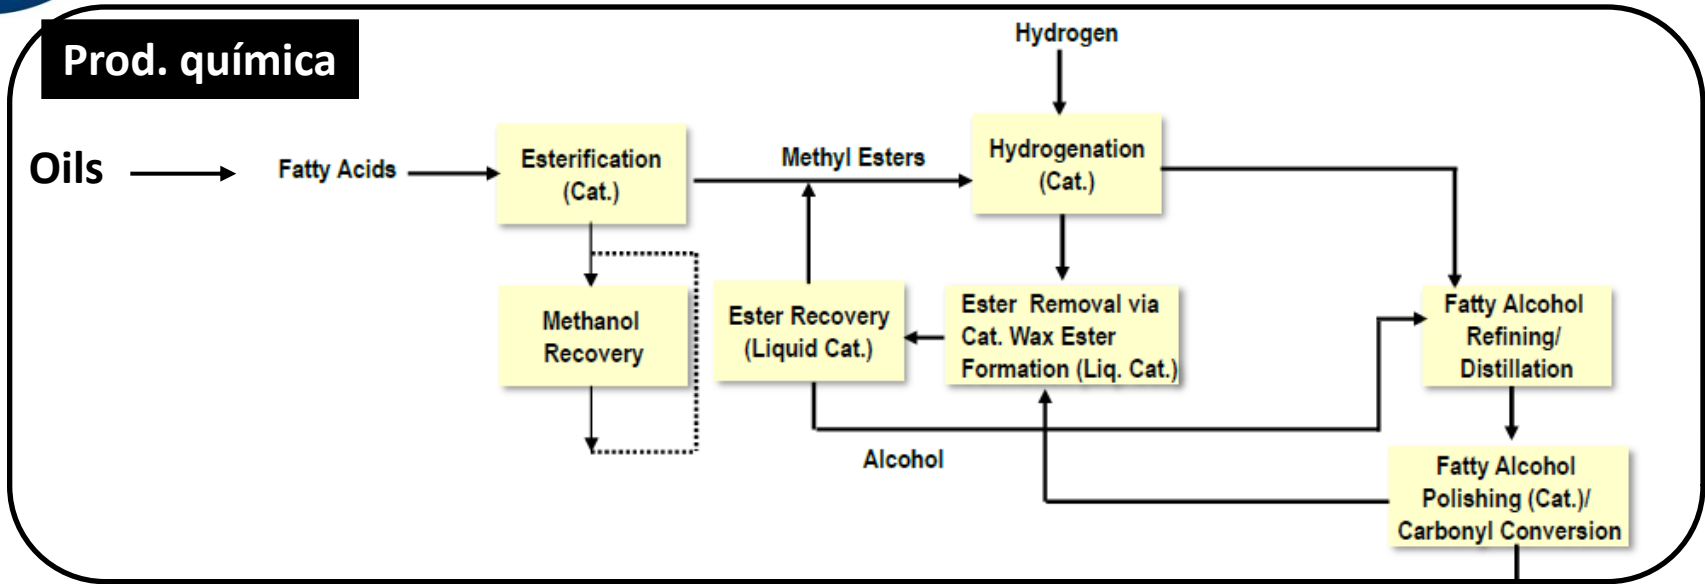 Prod. química
Hydrogen
Oils
Fatty Acids
Esterification
(Cat.)
Methyl Esters
Hydrogenation
(Cat.)
Methanol
Recovery
Ester Recovery
(Liquid Cat.)
Ester Removal via
Cat. Wax Ester
Formation (Liq. Cat.)
Fatty Alcohol
Refining/
Distillation
Alcohol
Fatty Alcohol
Polishing (Cat.)/
Carbonyl Conversion